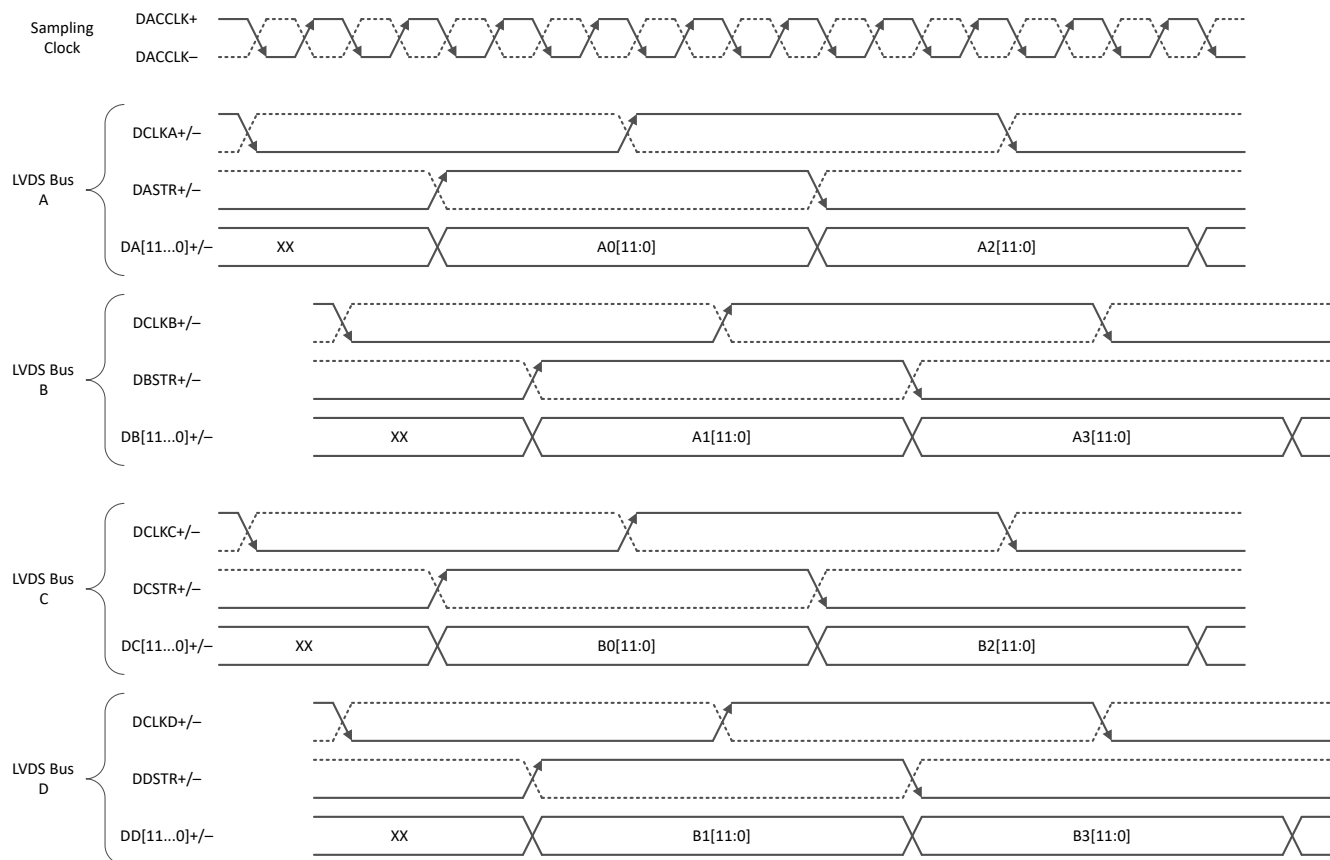 Sampling
Clock
DACCLK+
DACCLK–
LVDS Bus
A
DCLKA+/–
DASTR+/–
DA[11...0]+/–
XX
A0[11:0]
A2[11:0]
LVDS Bus
B
DCLKB+/–
DBSTR+/–
DB[11...0]+/–
XX
A1[11:0]
A3[11:0]
LVDS Bus
C
DCLKC+/–
DCSTR+/–
DC[11...0]+/–
XX
B0[11:0]
B2[11:0]
LVDS Bus
D
DCLKD+/–
DDSTR+/–
DD[11...0]+/–
XX
B1[11:0]
B3[11:0]